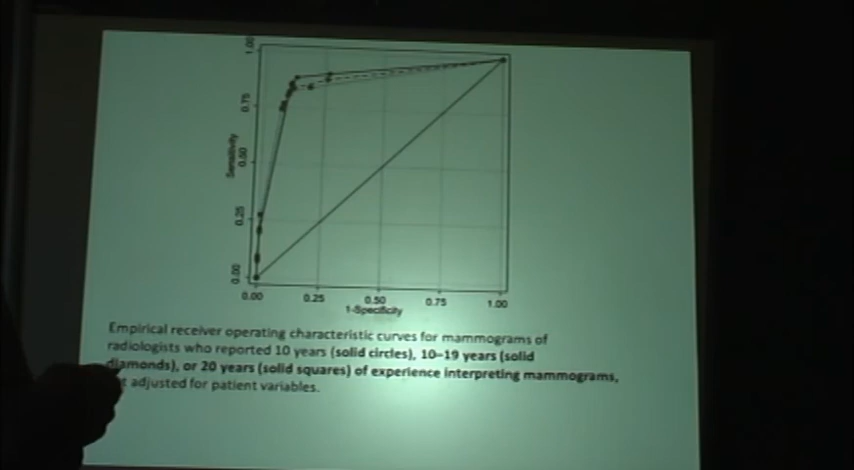 1.00
0.75
0.50
0.25
0.00
Sensitivity
0.00 0.25 0.50 0.75 1.00
1-Specificity
Empirical receiver operating characteristic curves for mammograms of
radiologists who reported 10 years (solid circles), 10–19 years (solid
diamonds), or 20 years (solid squares) of experience interpreting mammograms,
adjusted for patient variables.